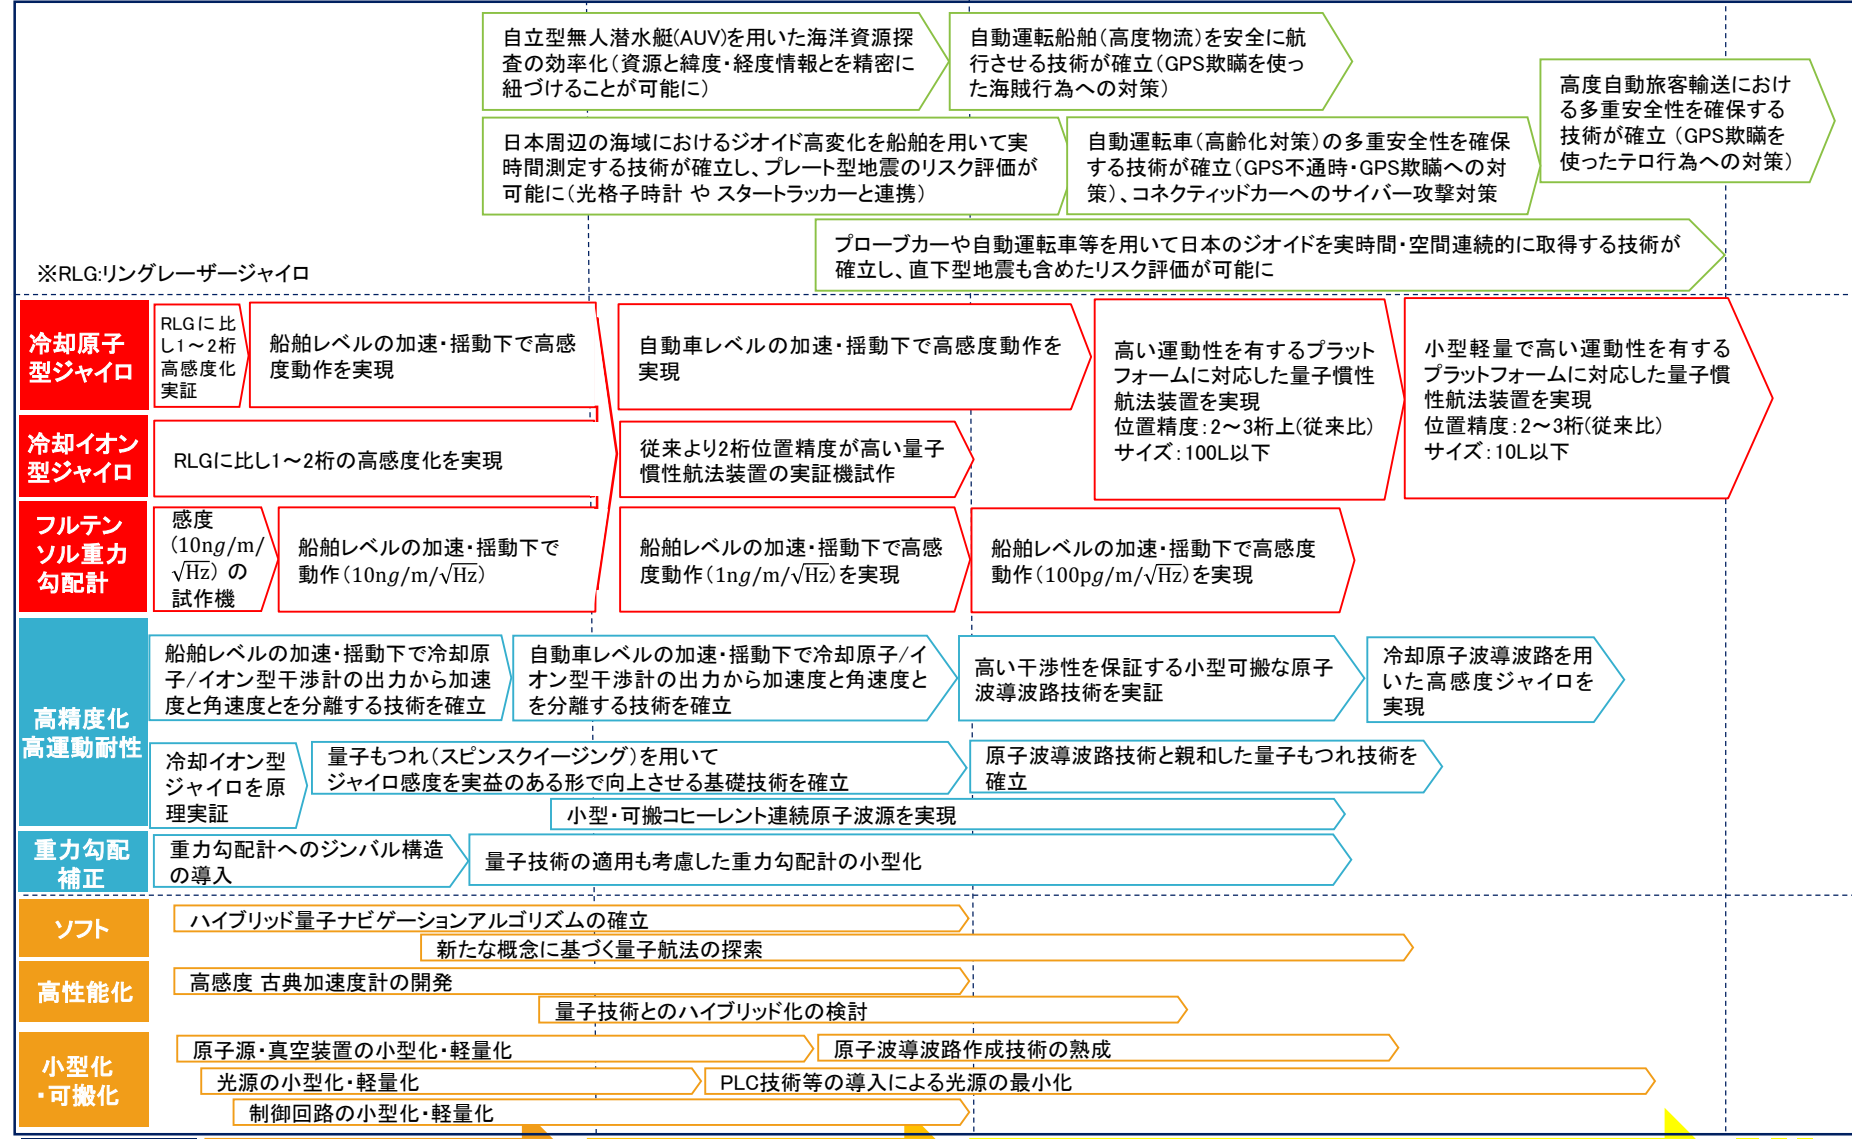 自立型無人潜水艇(AUV)を用いた海洋資源探
査の効率化（資源と緯度・経度情報とを精密に
紐づけることが可能に）
自動運転船舶（高度物流）を安全に航
行させる技術が確立（GPS欺瞞を使っ
た海賊行為への対策）
高度自動旅客輸送におけ
る多重安全性を確保する
技術が確立 （GPS欺瞞を
使ったテロ行為への対策）
日本周辺の海域におけるジオイド高変化を船舶を用いて実
時間測定する技術が確立し、プレート型地震のリスク評価が
可能に（光格子時計 や スタートラッカーと連携）
自動運転車（高齢化対策）の多重安全性を確保
する技術が確立（GPS不通時・GPS欺瞞への対
策）、コネクティッドカーへのサイバー攻撃対策
プローブカーや自動運転車等を用いて日本のジオイドを実時間・空間連続的に取得する技術が
確立し、直下型地震も含めたリスク評価が可能に
※RLG:リングレーザージャイロ
冷却原子
型ジャイロ
RLGに比
し1～2桁
高感度化
実証
船舶レベルの加速・揺動下で高感
度動作を実現
自動車レベルの加速・揺動下で高感度動作を
実現
高い運動性を有するプラット
フォームに対応した量子慣性
航法装置を実現
位置精度：2～3桁上(従来比)
サイズ：100L以下
小型軽量で高い運動性を有する
プラットフォームに対応した量子慣
性航法装置を実現
位置精度：2～3桁(従来比)
サイズ：10L以下
冷却イオン
型ジャイロ
RLGに比し1～2桁の高感度化を実現
従来より2桁位置精度が高い量子
慣性航法装置の実証機試作
フルテン
ソル重力
勾配計
感度
（10ng/m/
√Hz） の
試作機
船舶レベルの加速・揺動下で
動作（10ng/m/√Hz）
船舶レベルの加速・揺動下で高感
度動作（1ng/m/√Hz）を実現
船舶レベルの加速・揺動下で高感度
動作（100pg/m/√Hz）を実現
高精度化
高運動耐性
船舶レベルの加速・揺動下で冷却原
子/イオン型干渉計の出力から加速
度と角速度とを分離する技術を確立
自動車レベルの加速・揺動下で冷却原子/イ
オン型干渉計の出力から加速度と角速度と
を分離する技術を確立
高い干渉性を保証する小型可搬な原子
波導波路技術を実証
冷却原子波導波路を用
いた高感度ジャイロを
実現
冷却イオン型
ジャイロを原
理実証
量子もつれ（スピンスクイージング）を用いて
ジャイロ感度を実益のある形で向上させる基礎技術を確立
原子波導波路技術と親和した量子もつれ技術を
確立
小型・可搬コヒーレント連続原子波源を実現
重力勾配
補正
重力勾配計へのジンバル構造
の導入
量子技術の適用も考慮した重力勾配計の小型化
ソフト
ハイブリッド量子ナビゲーションアルゴリズムの確立
新たな概念に基づく量子航法の探索
高性能化
高感度 古典加速度計の開発
量子技術とのハイブリッド化の検討
小型化
・可搬化
原子源・真空装置の小型化・軽量化
原子波導波路作成技術の熟成
光源の小型化・軽量化
PLC技術等の導入による光源の最小化
制御回路の小型化・軽量化